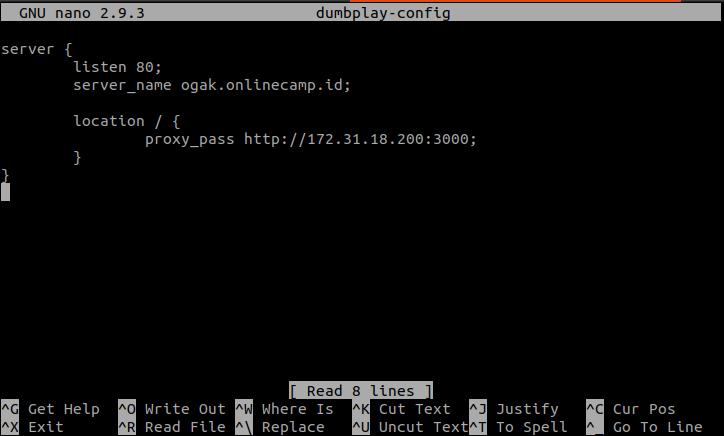 GNU nano 2.9.3 dumbplay-config
server {
listen 80;
server_name ogak.onlinecamp.id;
location / {
proxy_pass http://172.31.18.200:3000;
}
}
[ Read 8 lines ]
^G Get Help ^O Write Out ^W Where Is ^K Cut Text ^J Justify ^C Cur Pos
^X Exit ^R Read File ^\ Replace ^U Uncut Text ^T To Spell ^_ Go To Line